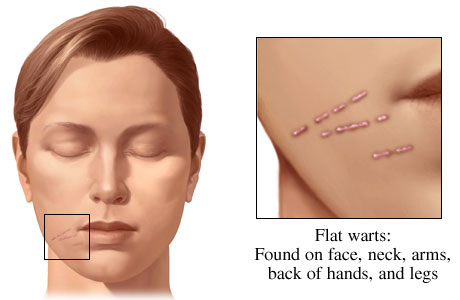 Flat warts:
Found on face, neck, arms,
back of hands, and legs